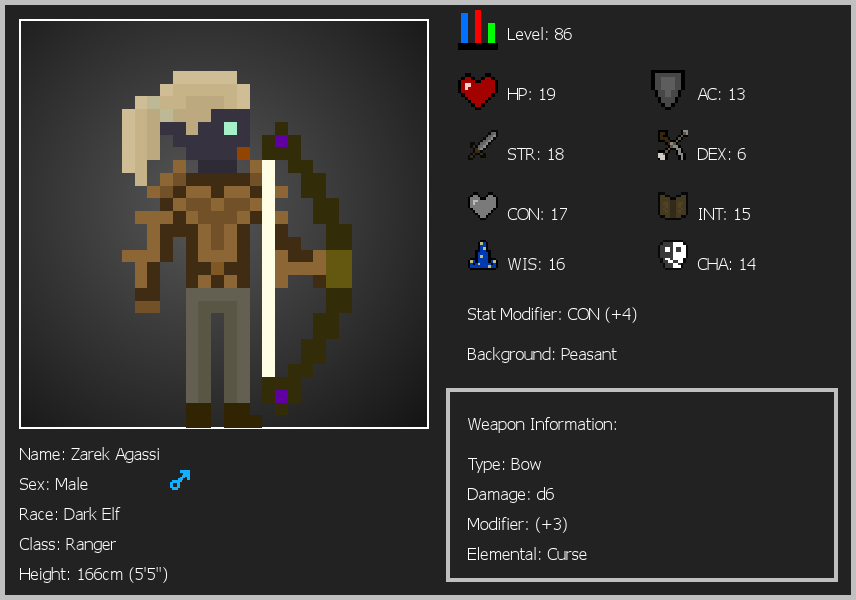 Level: 86
HP: 19
AC: 13
STR: 18
DEX: 6
CON: 17
INT: 15
WIS: 16
CHA: 14
Stat Modifier: CON (+4)
Background: Peasant
Weapon Information:
Type: Bow
Damage: d6
Modifier: (+3)
Elemental: Curse
Name: Zarek Agassi
Sex: Male
Race: Dark Elf
Class: Ranger
Height: 166cm (5'5")